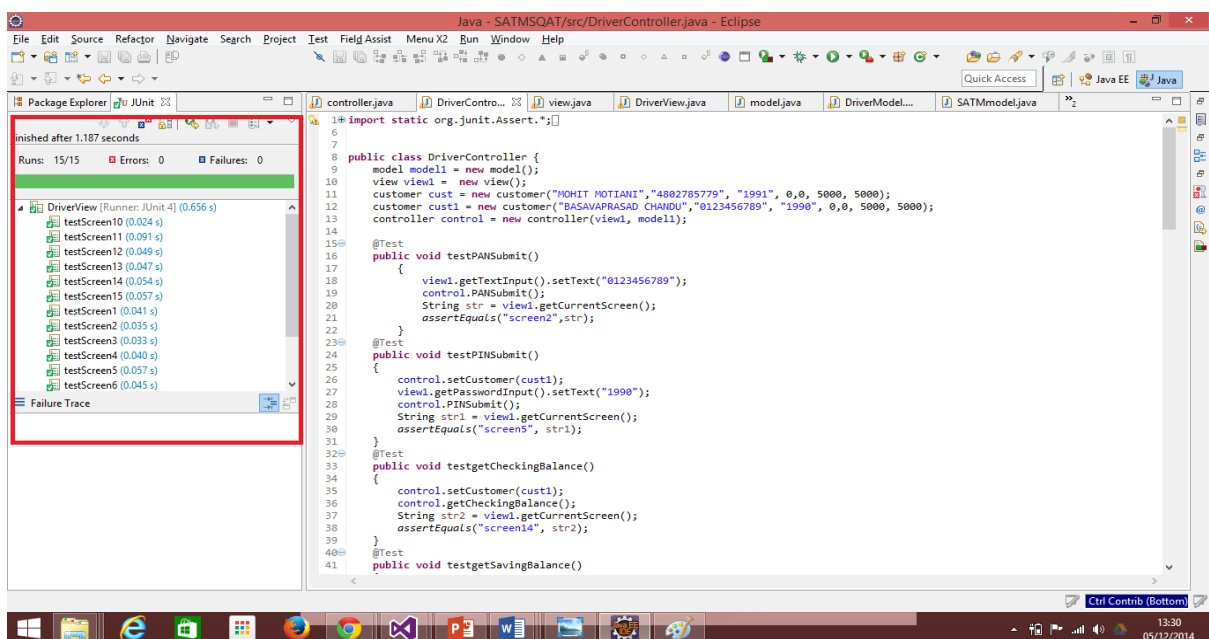 Java - SATMSQAT/src/DriverController.java - Eclipse
File Edit Source Refactor Navigate Search Project Test Field Assist Menu X2 Run Window Help
Quick Access
Java EE
Java
Package Explorer
JUnit
controller.java
DriverContro...
view.java
DriverView.java
model.java
DriverModel....
SATMmodel.java
»2
inished after 1.187 seconds
Runs: 15/15
Errors: 0
Failures: 0
DriverView [Runner: JUnit 4] (0.656 s)
testScreen10 (0.024 s)
testScreen11 (0.091 s)
testScreen12 (0.049 s)
testScreen13 (0.047 s)
testScreen14 (0.054 s)
testScreen15 (0.057 s)
testScreen1 (0.041 s)
testScreen2 (0.035 s)
testScreen3 (0.033 s)
testScreen4 (0.040 s)
testScreen5 (0.057 s)
testScreen6 (0.045 s)
Failure Trace
1 import static org.junit.Assert.*;
6
7
8 public class DriverController {
9 model model1 = new model();
10 view view1 = new view();
11 customer cust = new customer("MOHIT MOTIANI","4802785779", "1991", 0,0, 5000, 5000);
12 customer cust1 = new customer("BASAVAPRASAD CHANDU","0123456789", "1990", 0,0, 5000, 5000);
13 controller control = new controller(view1, model1);
14
15 @Test
16 public void testPANSubmit()
17 {
18 view1.getTextInput().setText("0123456789");
19 control.PANSubmit();
20 String str = view1.getCurrentScreen();
21 assertEquals("screen2",str);
22 }
23 @Test
24 public void testPINSubmit()
25 {
26 control.setCustomer(cust1);
27 view1.getPasswordInput().setText("1990");
28 control.PINSubmit();
29 String str1 = view1.getCurrentScreen();
30 assertEquals("screen5", str1);
31 }
32 @Test
33 public void testgetCheckingBalance()
34 {
35 control.setCustomer(cust1);
36 control.getCheckingBalance();
37 String str2 = view1.getCurrentScreen();
38 assertEquals("screen14", str2);
39 }
40 @Test
41 public void testgetSavingBalance()
Ctrl Contrib (Bottom)
13:30
05/12/2014